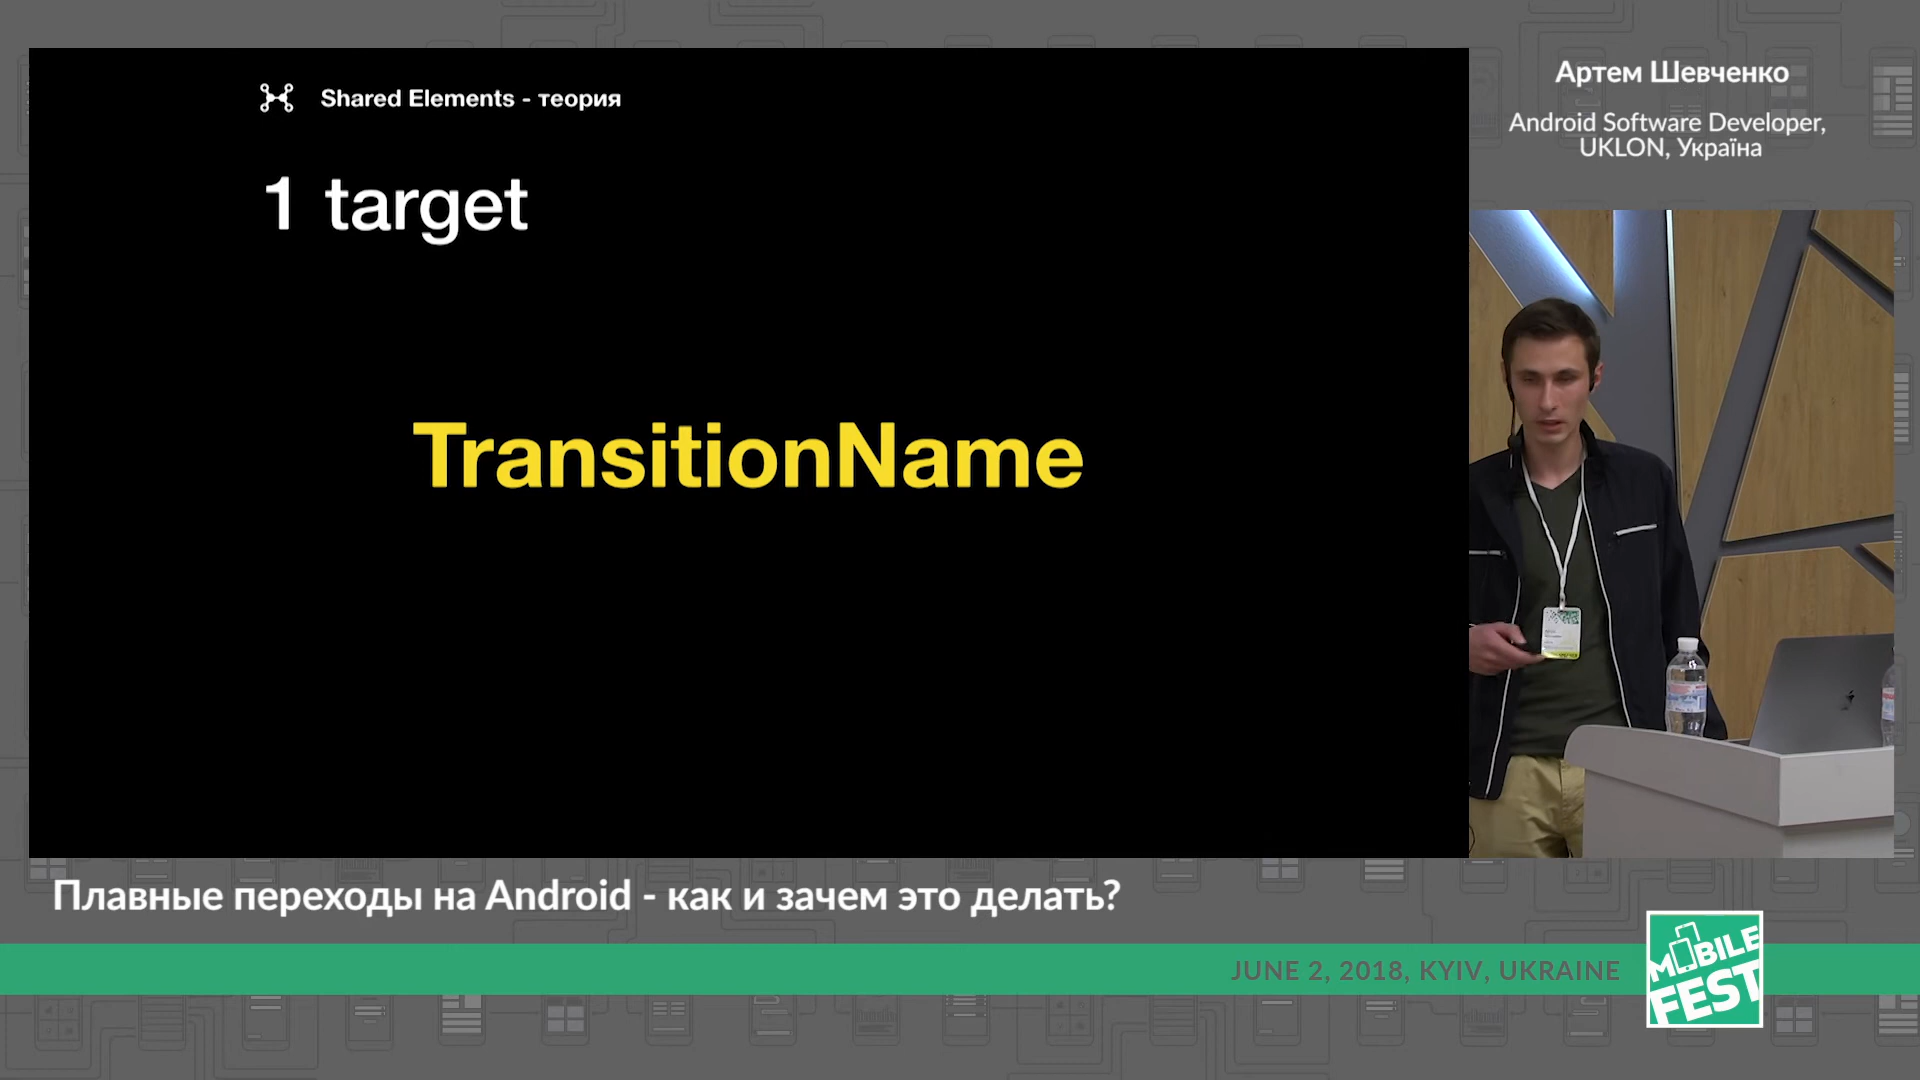 Shared Elements - теория
1 target
TransitionName
Артем Шевченко
Android Software Developer,
UKLON, Україна
Плавные переходы на Android - как и зачем это делать?
JUNE 2, 2018, KYIV, UKRAINE
MOBILE
FEST